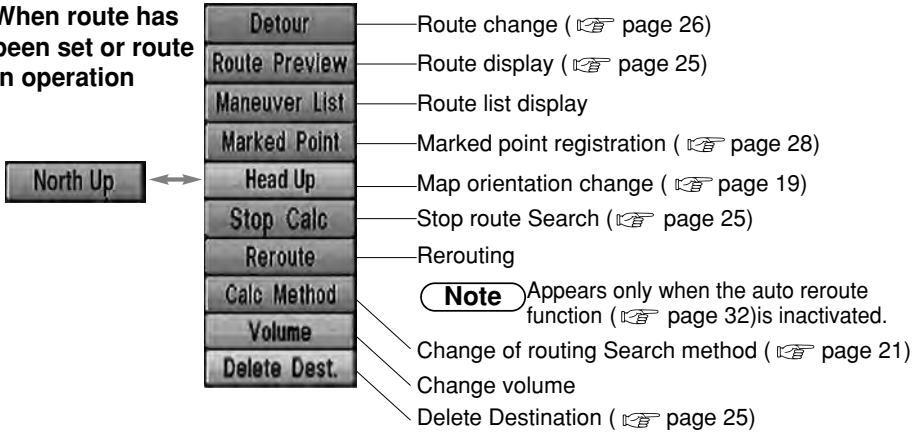 When route has
been set or route
in operation
Detour
Route change ( ☞ page 26)
Route Preview
Route display ( ☞ page 25)
Maneuver List
Route list display
Marked Point
Marked point registration ( ☞ page 28)
North Up
Head Up
Map orientation change ( ☞ page 19)
Stop Calc
Stop route Search (☞ page 25)
Reroute
Rerouting
Note
Appears only when the auto reroute
function ( ☞ page 32)is inactivated.
Calc Method
Change of routing Search method ( ☞ page 21)
Volume
Change volume
Delete Dest.
Delete Destination ( ☞ page 25)